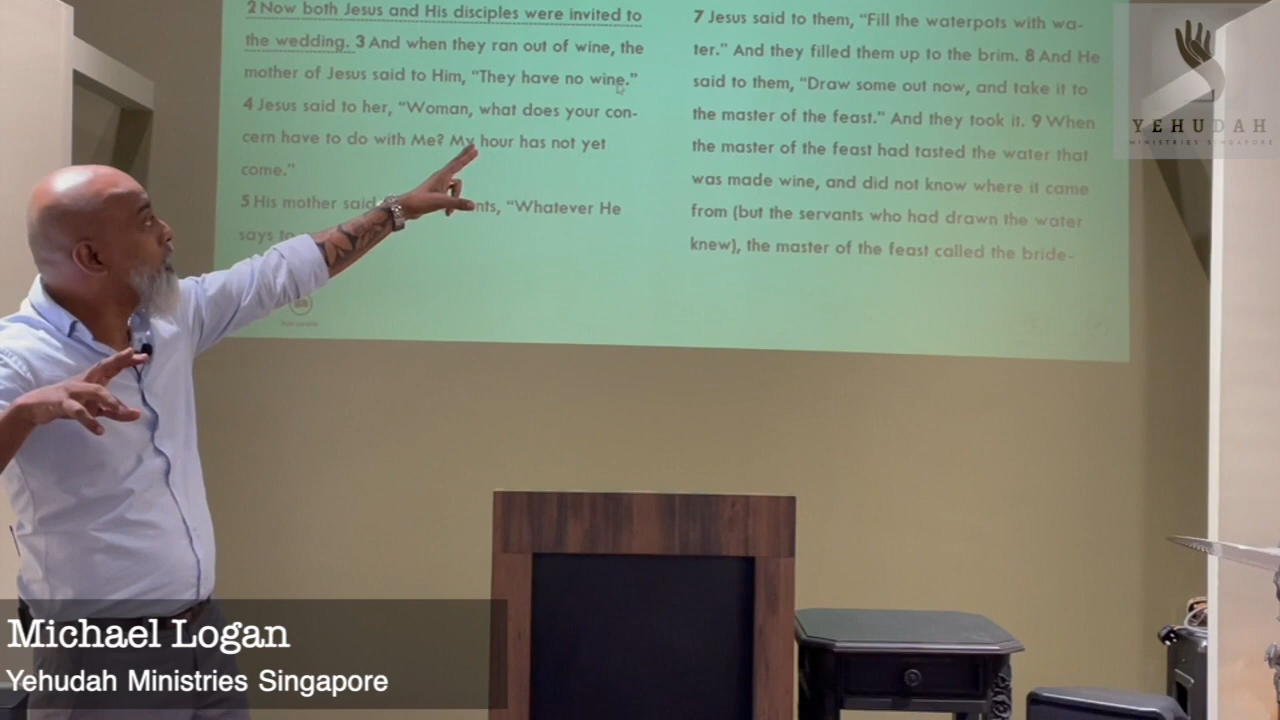 2 Now both Jesus and His disciples were invited to
the wedding. 3 And when they ran out of wine, the
mother of Jesus said to Him, “They have no wine.”
4 Jesus said to her, “Woman, what does your con-
cern have to do with Me? My hour has not yet
come.”
5 His mother said “Whatever He
says to
7 Jesus said to them, “Fill the waterpots with wa-
ter.” And they filled them up to the brim. 8 And He
said to them, “Draw some out now, and take it to
the master of the feast.” And they took it. 9 When
the master of the feast had tasted the water that
was made wine, and did not know where it came
from (but the servants who had drawn the water
knew), the master of the feast called the bride-
YEHUDAH
MINISTRIES SINGAPORE
Michael Logan
Yehudah Ministries Singapore